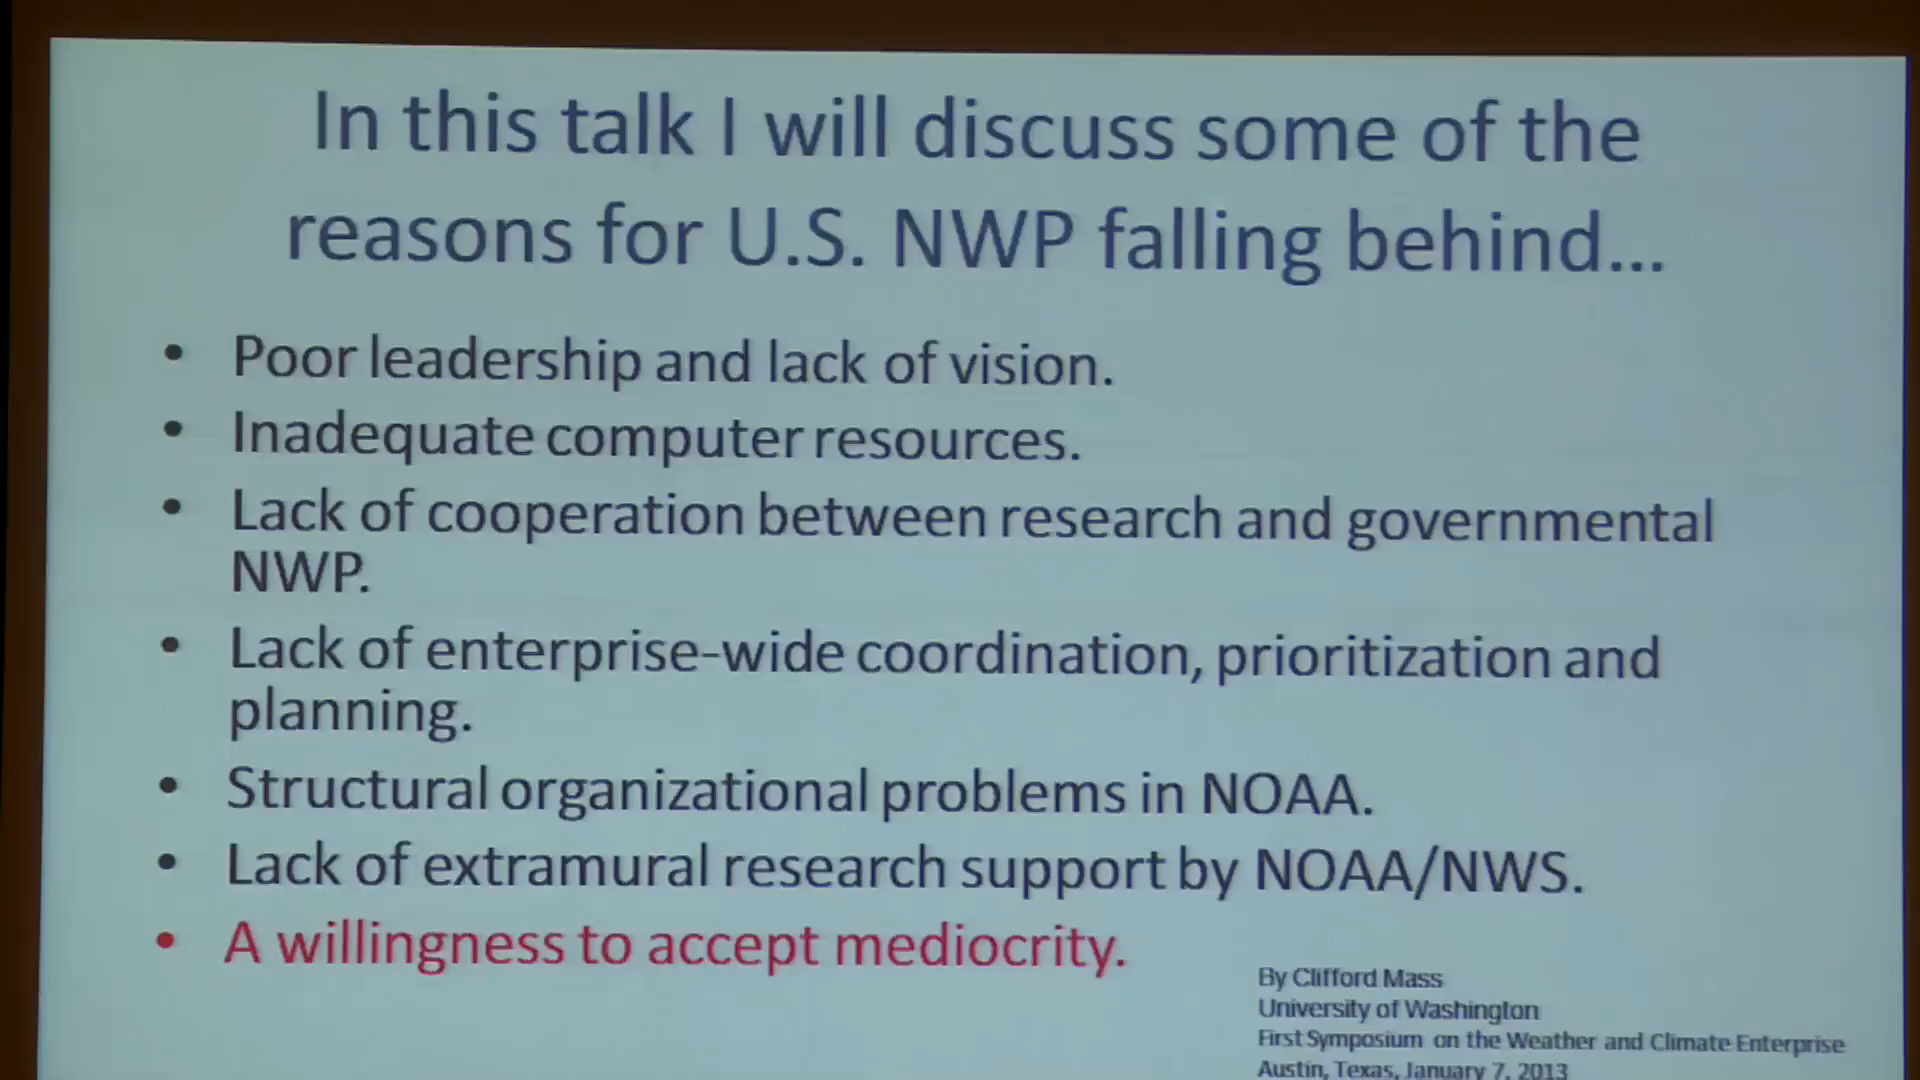 In this talk I will discuss some of the
reasons for U.S. NWP falling behind...
• Poor leadership and lack of vision.
• Inadequate computer resources.
• Lack of cooperation between research and governmental
NWP.
• Lack of enterprise-wide coordination, prioritization and
planning.
• Structural organizational problems in NOAA.
• Lack of extramural research support by NOAA/NWS.
• A willingness to accept mediocrity.
By Clifford Mass
University of Washington
First Symposium on the Weather and Climate Enterprise
Austin, Texas, January 7, 2013